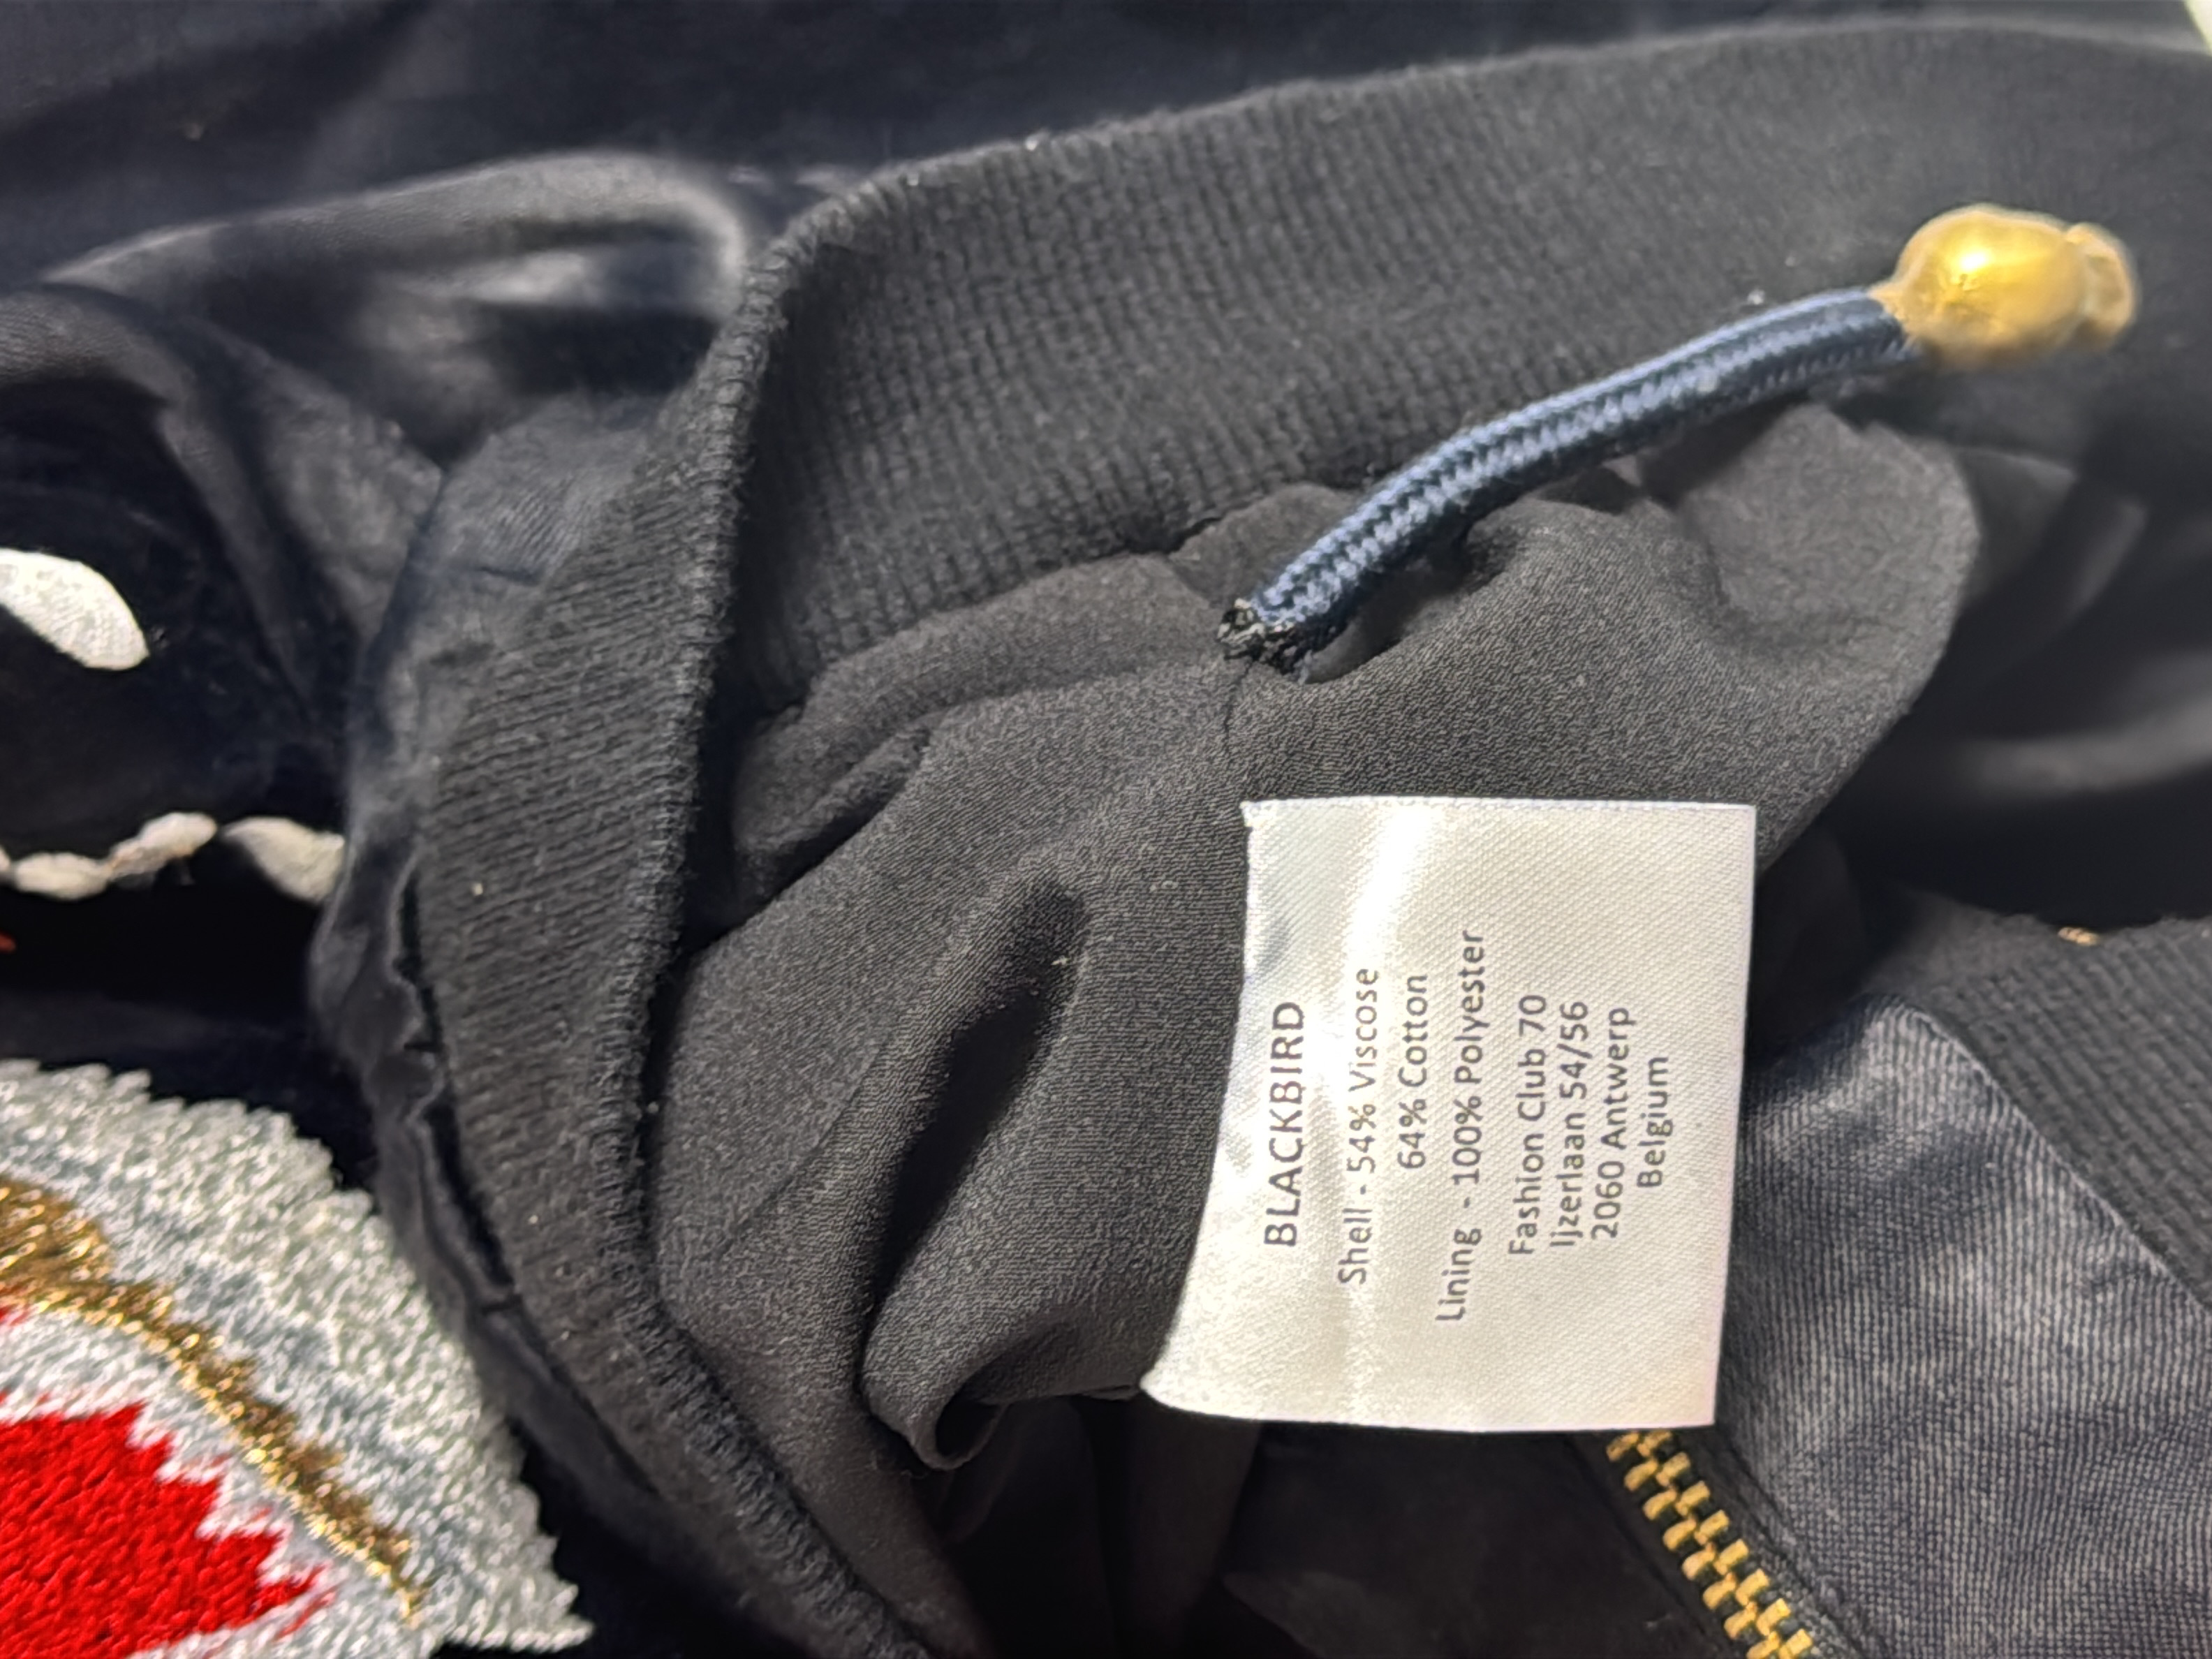 BLACKBIRD
Shell - 54% Viscose
64% Cotton
Lining - 100% Polyester
Fashion Club 70
Ijzerlaan 54/56
2060 Antwerp
Belgium